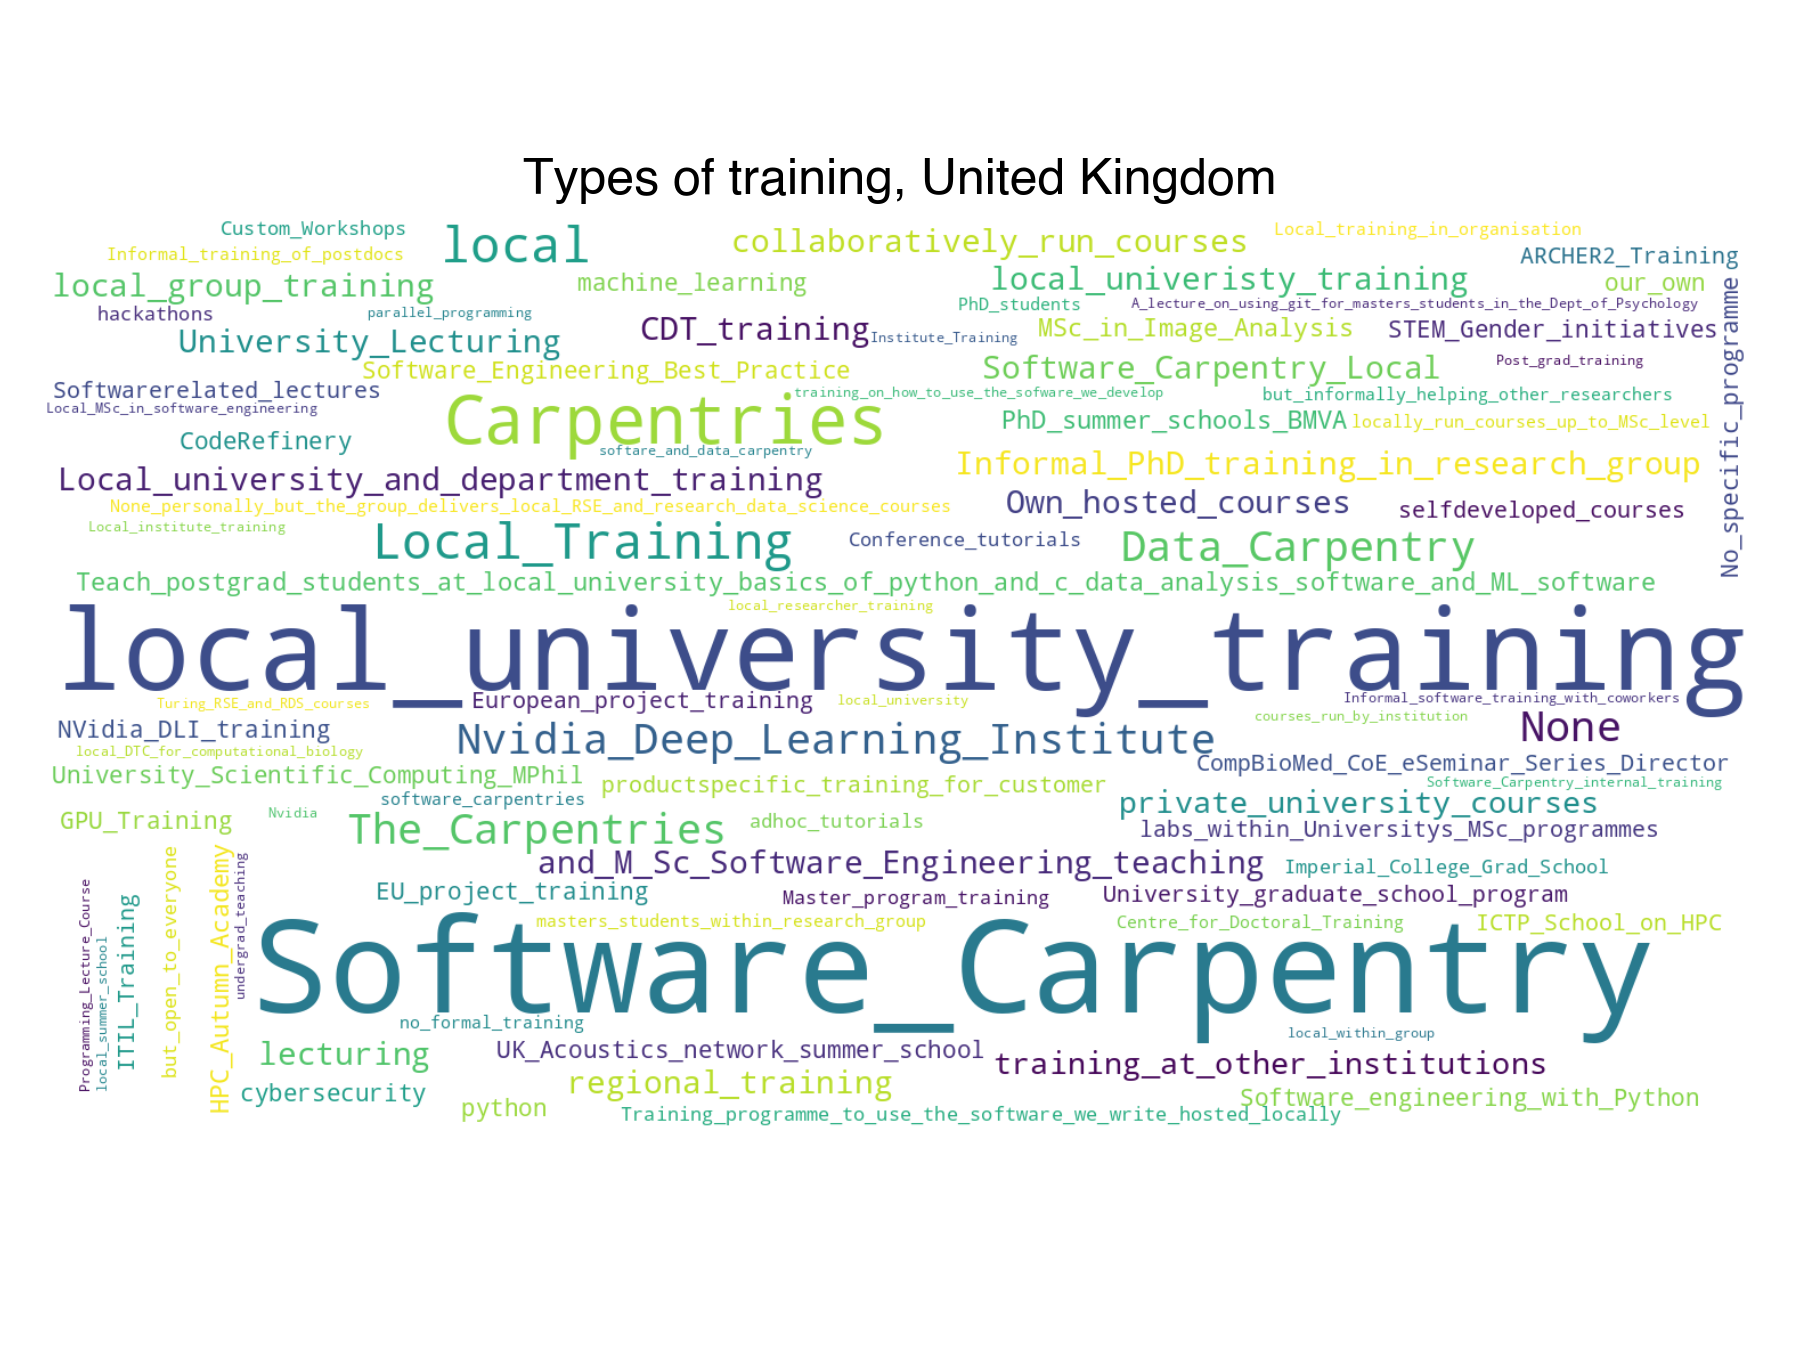 Types of training, United Kingdom
Custom_Workshops
local
collaboratively_run_courses
Local_training_in_organisation
Informal_training_of_postdocs
ARCHER2_Training
local_group_training
machine_learning
local_univeristy_training
our_own
hackathons
parallel_programming
PhD_students
A_lecture_on_using_git_for_masters_students_in_the_Dept_of_Psychology
University_Lecturing
CDT_training
Institute_Training
MSc_in_Image_Analysis
STEM_Gender_initiatives
No_specific_programme
Software_Engineering_Best_Practice
Software_Carpentry_Local
Post_grad_training
Softwarerelated_lectures
training_on_how_to_use_the_sofware_we_develop
but_informally_helping_other_researchers
Local_MSc_in_software_engineering
Carpentries
PhD_summer_schools_BMVA
locally_run_courses_up_to_MSc_level
CodeRefinery
softare_and_data_carpentry
Local_university_and_department_training
Informal_PhD_training_in_research_group
None_personally_but_the_group_delivers_local_RSE_and_research_data_science_courses
Own_hosted_courses
selfdeveloped_courses
Local_institute_training
Local_Training
Conference_tutorials
Data_Carpentry
Teach_postgrad_students_at_local_university_basics_of_python_and_c_data_analysis_software_and_ML_software
local_researcher_training
local_university_training
Turing_RSE_and_RDS_courses
European_project_training
local_university
Informal_software_training_with_coworkers
NVidia_DLI_training
Nvidia_Deep_Learning_Institute
courses_run_by_institution
None
local_DTC_for_computational_biology
CompBioMed_CoE_eSeminar_Series_Director
University_Scientific_Computing_MPhil
productspecific_training_for_customer
Software_Carpentry_internal_training
software_carpentries
private_university_courses
GPU_Training
Nvidia
The_Carpentries
adhoc_tutorials
labs_within_Universitys_MSc_programmes
and_M_Sc_Software_Engineering_teaching
Imperial_College_Grad_School
EU_project_training
Master_program_training
University_graduate_school_program
Programming_Lecture_Course
local_summer_school
ITIL_Training
but_open_to_everyone
HPC_Autumn_Academy
undergrad_teaching
masters_students_within_research_group
Centre_for_Doctoral_Training
ICTP_School_on_HPC
Software_Carpentry
no_formal_training
local_within_group
lecturing
UK_Acoustics_network_summer_school
training_at_other_institutions
cybersecurity
regional_training
Software_engineering_with_Python
python
Training_programme_to_use_the_software_we_write_hosted_locally